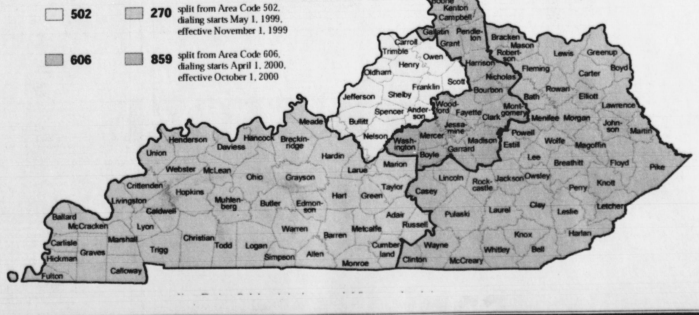 502
270 split from Area Code 502,
dialing starts May 1, 1999,
effective November 1, 1999
606
859 split from Area Code 606,
dialing starts April 1, 2000,
effective October 1, 2000
Boone
Kenton
Campbell
Gallatin
Pendle-
ton
Grant
Bracken
Mason
Robert-
son
Lewis
Greenup
Carroll
Trimble
Owen
Henry
Harrison
Fleming
Boyd
Carter
Oldham
Nicholas
Scott
Bourbon
Rowan
Elliott
Franklin
Shelby
Bath
Lawrence
Jefferson
Spencer
Ander-
son
Wood-
ford
Fayette
Clark
Mont-
gomery
Menifee
Morgan
John-
son
Martin
Bullitt
Jessa-
mine
Meade
Nelson
Mercer
Madison
Powell
Estill
Wolfe
Magoffin
Wash-
ington
Garrard
Boyle
Lee
Breathitt
Floyd
Pike
Henderson
Hancock
Daviess
Breckin-
ridge
Hardin
Marion
Union
Webster
McLean
Ohio
Grayson
Larue
Lincoln
Rock-
castle
Jackson
Owsley
Perry
Knott
Crittenden
Hopkins
Taylor
Casey
Livingston
Muhlen-
berg
Butler
Edmon-
son
Hart
Green
Clay
Leslie
Letcher
Caldwell
Adair
Pulaski
Laurel
Ballard
McCracken
Lyon
Warren
Metcalfe
Russell
Knox
Harlan
Carlisle
Marshall
Christian
Todd
Logan
Barren
Cumber
land
Wayne
Whitley
Bell
Hickman
Graves
Trigg
Simpson
Allen
Monroe
Clinton
McCreary
Fulton
Calloway